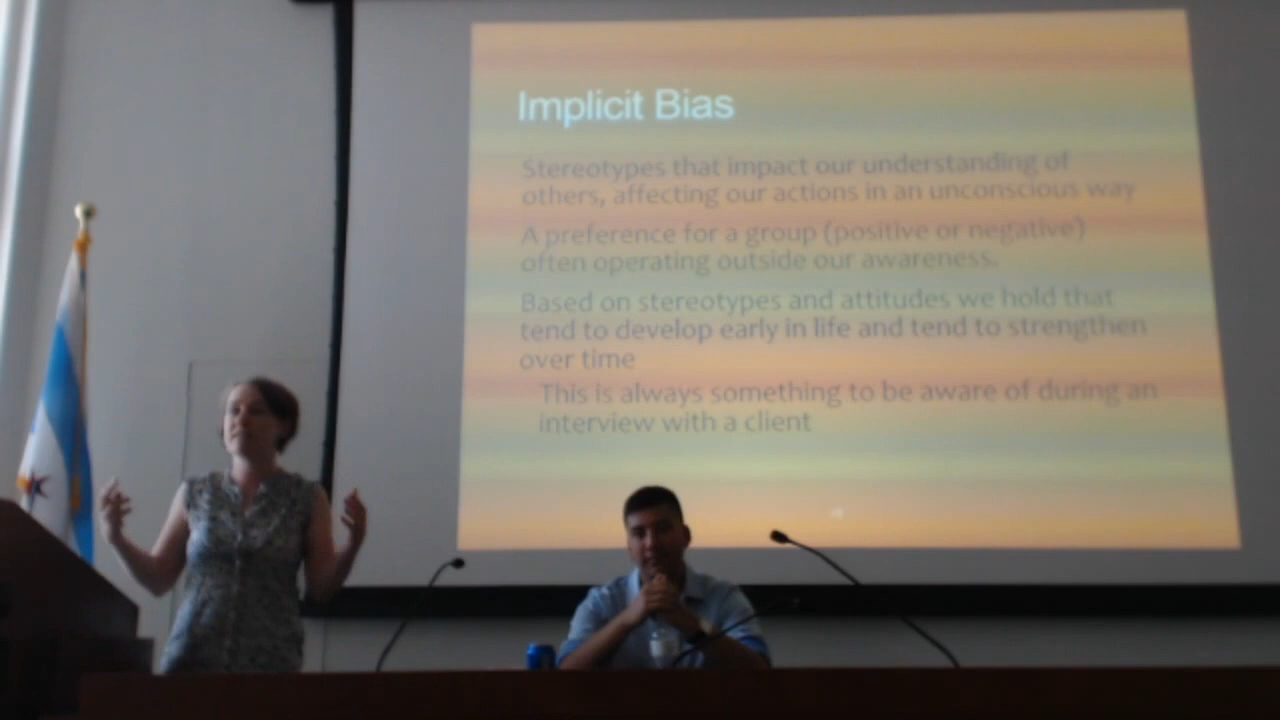 Implicit Bias
Stereotypes that impact our understanding of
others, affecting our actions in an unconscious way
A preference for a group (positive or negative)
often operating outside our awareness.
Based on stereotypes and attitudes we hold that
tend to develop early in life and tend to strengthen
over time
This is always something to be aware of during an
interview with a client